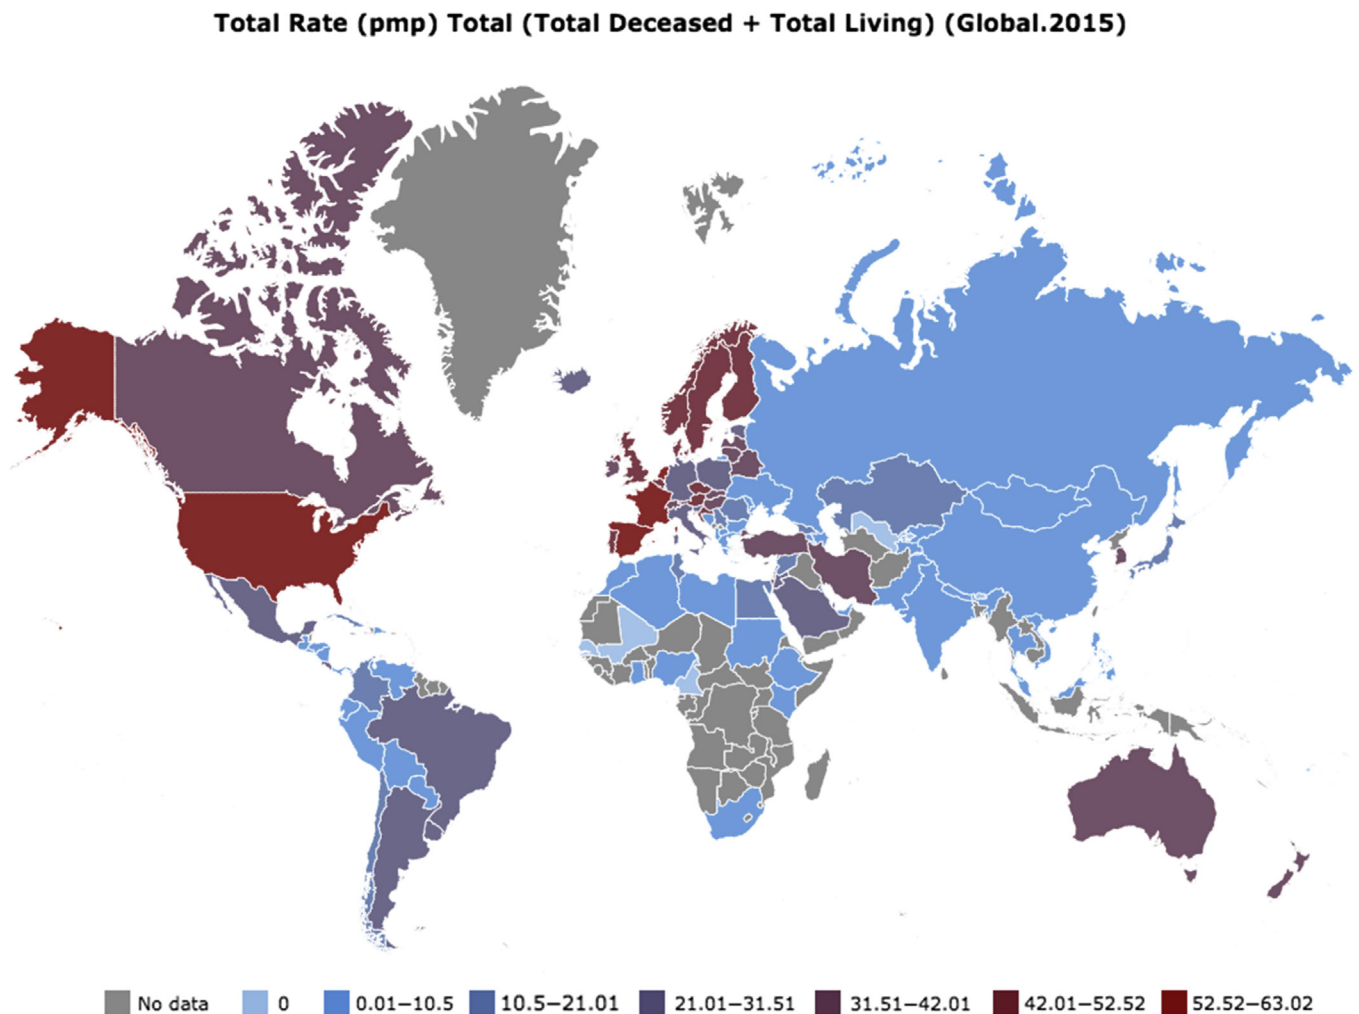 Total Rate (pmp) Total (Total Deceased + Total Living) (Global.2015)
No data 0 0.01−10.5 10.5−21.01 21.01−31.51 31.51−42.01 42.01−52.52 52.52−63.02